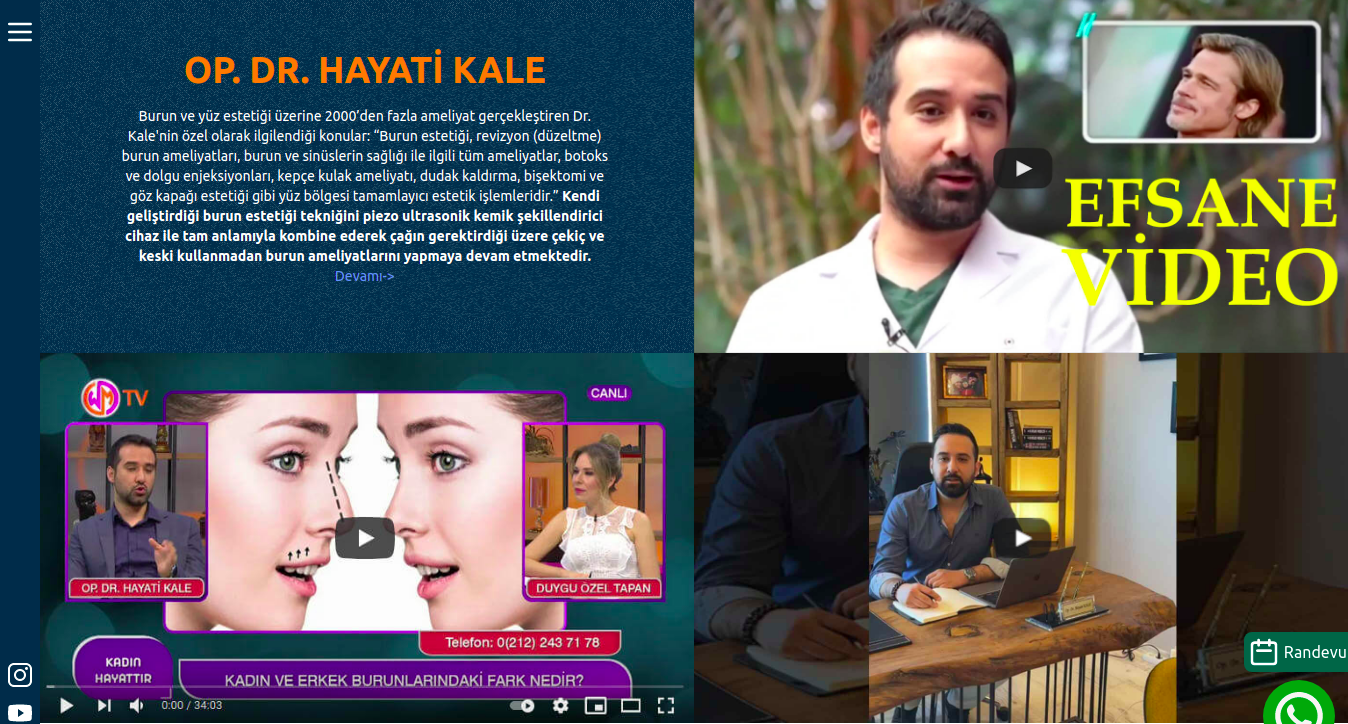 OP. DR. HAYATİ KALE
Burun ve yüz estetiği üzerine 2000’den fazla ameliyat gerçekleştiren Dr.
Kale'nin özel olarak ilgilendiği konular: “Burun estetiği, revizyon (düzeltme)
burun ameliyatları, burun ve sinüslerin sağlığı ile ilgili tüm ameliyatlar, botoks
ve dolgu enjeksiyonları, kepçe kulak ameliyatı, dudak kaldırma, bişektomi ve
göz kapağı estetiği gibi yüz bölgesi tamamlayıcı estetik işlemleridir.” Kendi
geliştirdiği burun estetiği tekniğini piezo ultrasonik kemik şekillendirici
cihaz ile tam anlamıyla kombine ederek çağın gerektirdiği üzere çekiç ve
keski kullanmadan burun ameliyatlarını yapmaya devam etmektedir.
Devamı->
EFSANE
VİDEO
TV
CANLI
OP. DR. HAYATİ KALE
DUYGU ÖZEL TAPAN
Telefon: 0(212) 243 71 78
KADIN
HAYATTIR
KADIN VE ERKEK BURUNLARINDAKİ FARK NEDİR?
0:00 / 34:03
Randevu